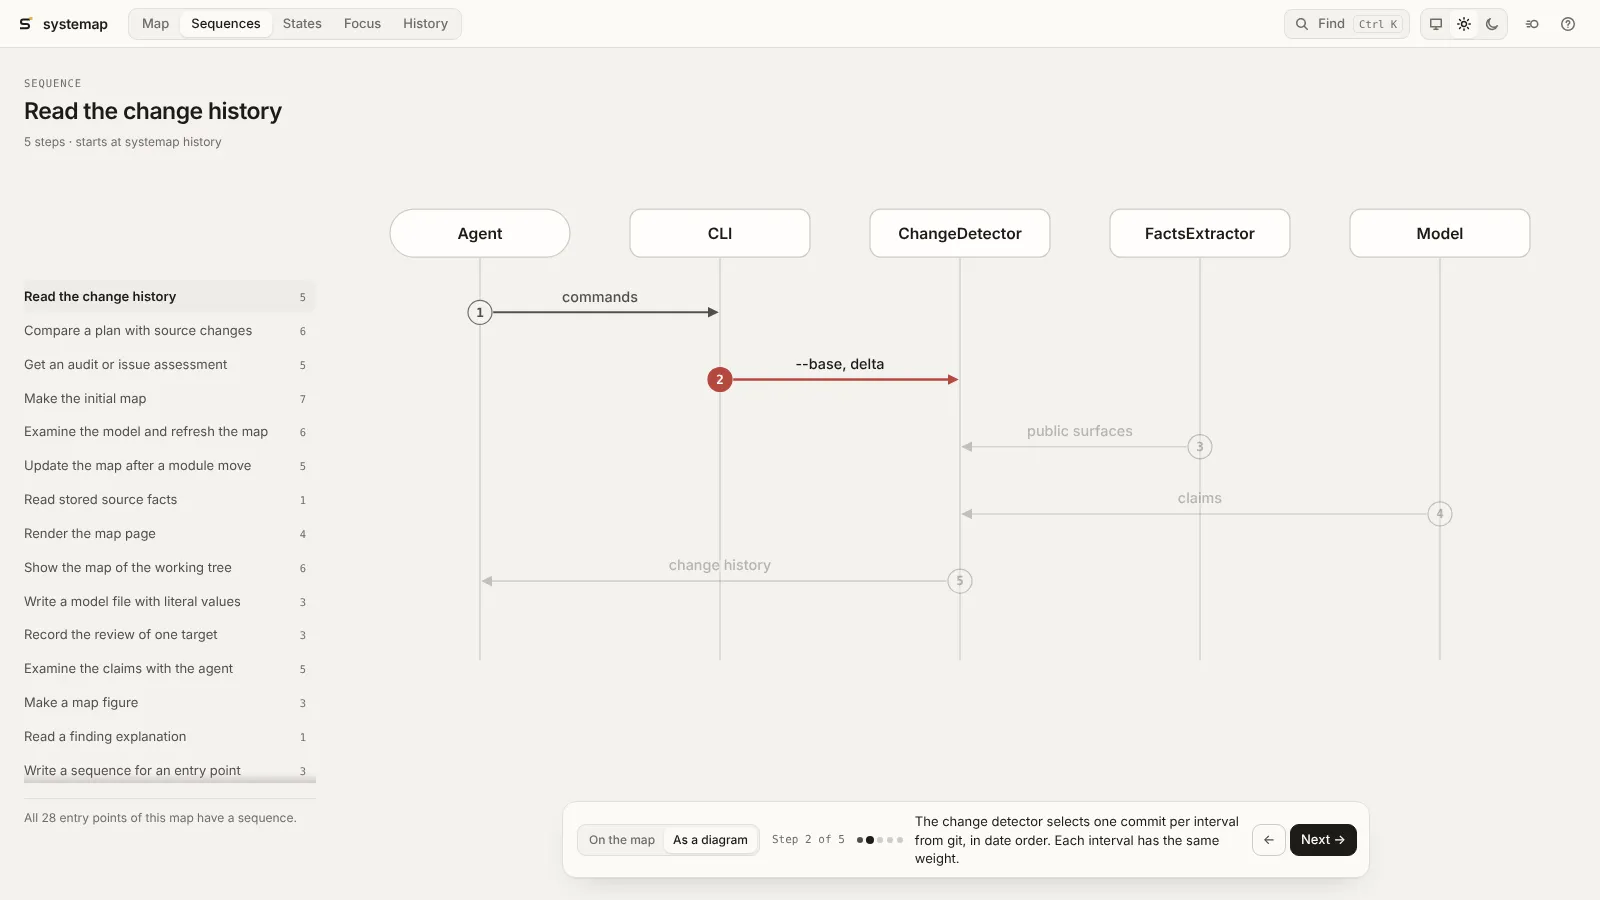 systemap
Map
Sequences
States
Focus
History
Find
Ctrl K
SEQUENCE
Read the change history
5 steps · starts at systemap history
Agent
CLI
ChangeDetector
FactsExtractor
Model
1
commands
2
--base, delta
public surfaces
3
claims
4
change history
5
Read the change history 5
Compare a plan with source changes 6
Get an audit or issue assessment 5
Make the initial map 7
Examine the model and refresh the map 6
Update the map after a module move 5
Read stored source facts 1
Render the map page 4
Show the map of the working tree 6
Write a model file with literal values 3
Record the review of one target 3
Examine the claims with the agent 5
Make a map figure 3
Read a finding explanation 1
Write a sequence for an entry point 3
All 28 entry points of this map have a sequence.
On the map
As a diagram
Step 2 of 5
The change detector selects one commit per interval
from git, in date order. Each interval has the same
weight.
←
Next →